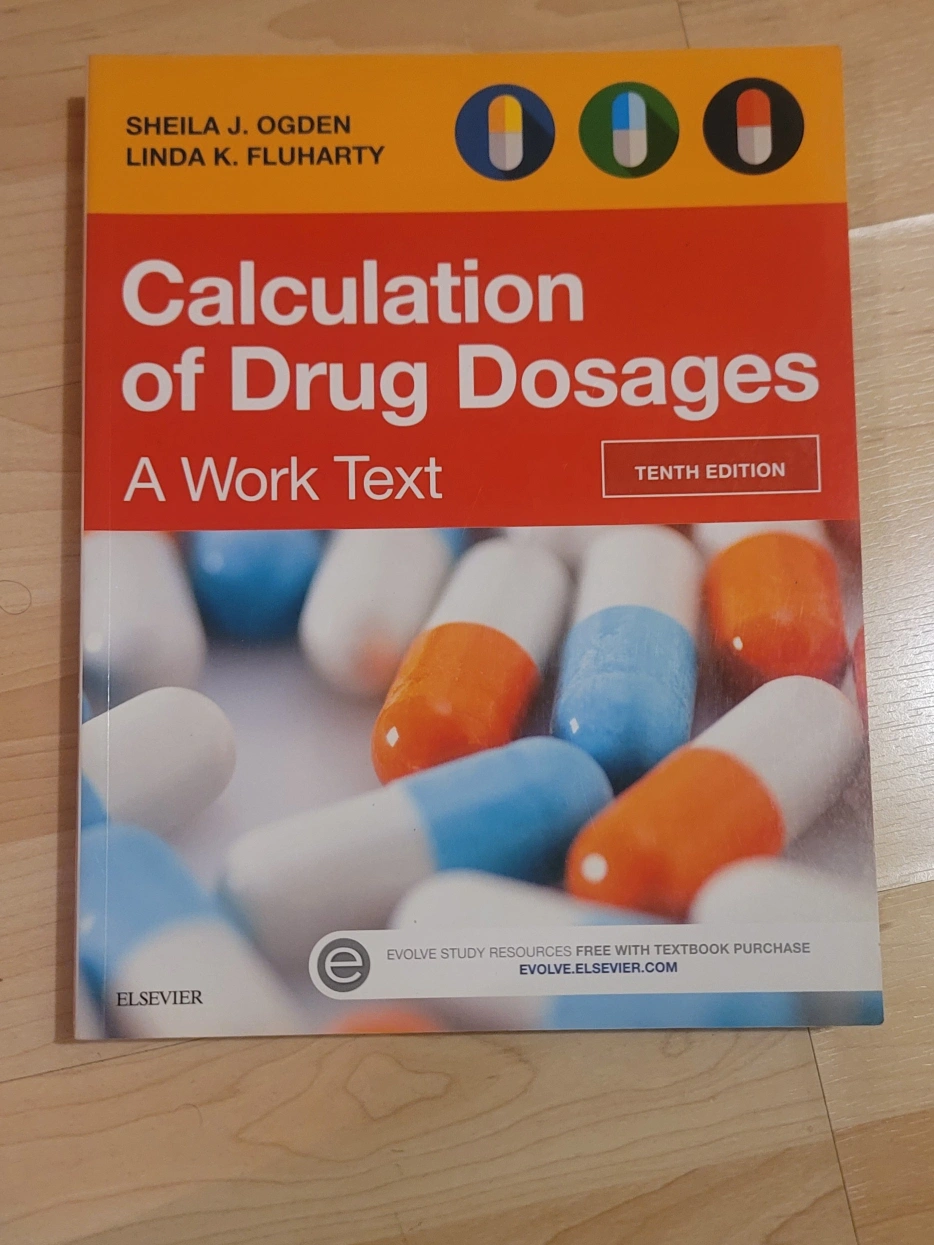 SHEILA J. OGDEN
LINDA K. FLUHARTY
Calculation
of Drug Dosages
A Work Text
TENTH EDITION
e
EVOLVE STUDY RESOURCES FREE WITH TEXTBOOK PURCHASE
EVOLVE.ELSEVIER.COM
ELSEVIER